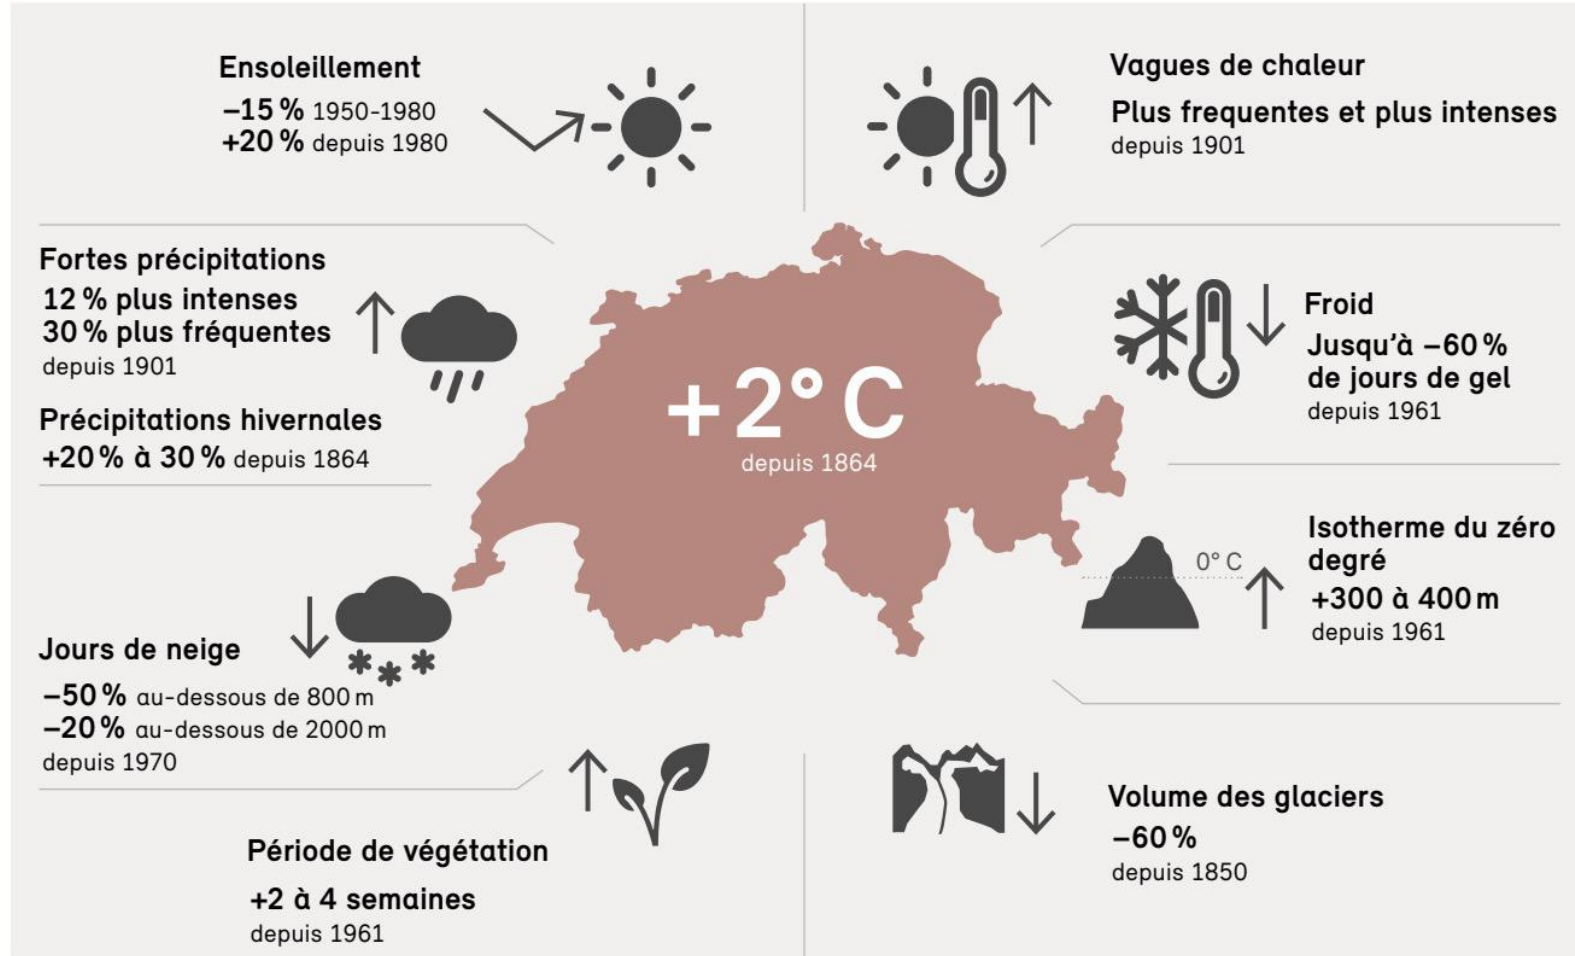 Ensoleillement
–15 % 1950-1980
+20 % depuis 1980
Vagues de chaleur
Plus frequentes et plus intenses
depuis 1901
Fortes précipitations
12 % plus intenses
30 % plus fréquentes
depuis 1901
Précipitations hivernales
+20 % à 30 % depuis 1864
+2° C
depuis 1864
Froid
Jusqu’à –60 %
de jours de gel
depuis 1961
Isotherme du zéro
degré
+300 à 400 m
depuis 1961
0° C
Jours de neige
–50 % au-dessous de 800 m
–20 % au-dessous de 2000 m
depuis 1970
Période de végétation
+2 à 4 semaines
depuis 1961
Volume des glaciers
–60 %
depuis 1850